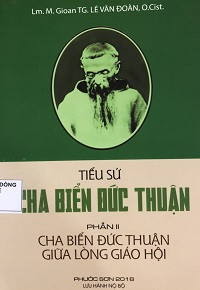 Lm. M. Gioan TG. LÊ VĂN ĐOÀN, O.Cist.
TIỂU SỬ
CHA BIỂN ĐỨC THUẬN
PHẦN II
CHA BIỂN ĐỨC THUẬN
GIỮA LÒNG GIÁO HỘI
PHƯỚC SƠN 2018
LƯU HÀNH NỘI BỘ